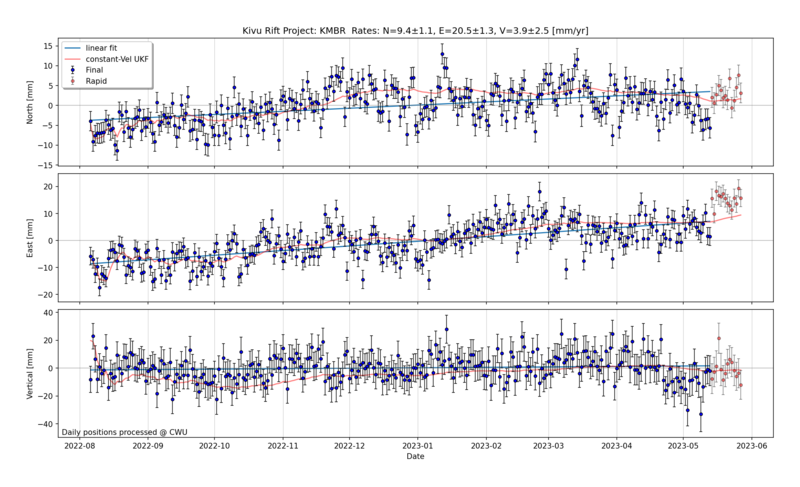 Kivu Rift Project: KMBR  Rates: N=9.4±1.1, E=20.5±1.3, V=3.9±2.5 [mm/yr]
linear fit
constant-Vel UKF
Final
Rapid
North [mm]
15
10
5
0
−5
−10
−15
East [mm]
20
10
0
−10
−20
Vertical [mm]
40
20
0
−20
−40
Daily positions processed @ CWU
2022-08 2022-09 2022-10 2022-11 2022-12 2023-01 2023-02 2023-03 2023-04 2023-05 2023-06
Date